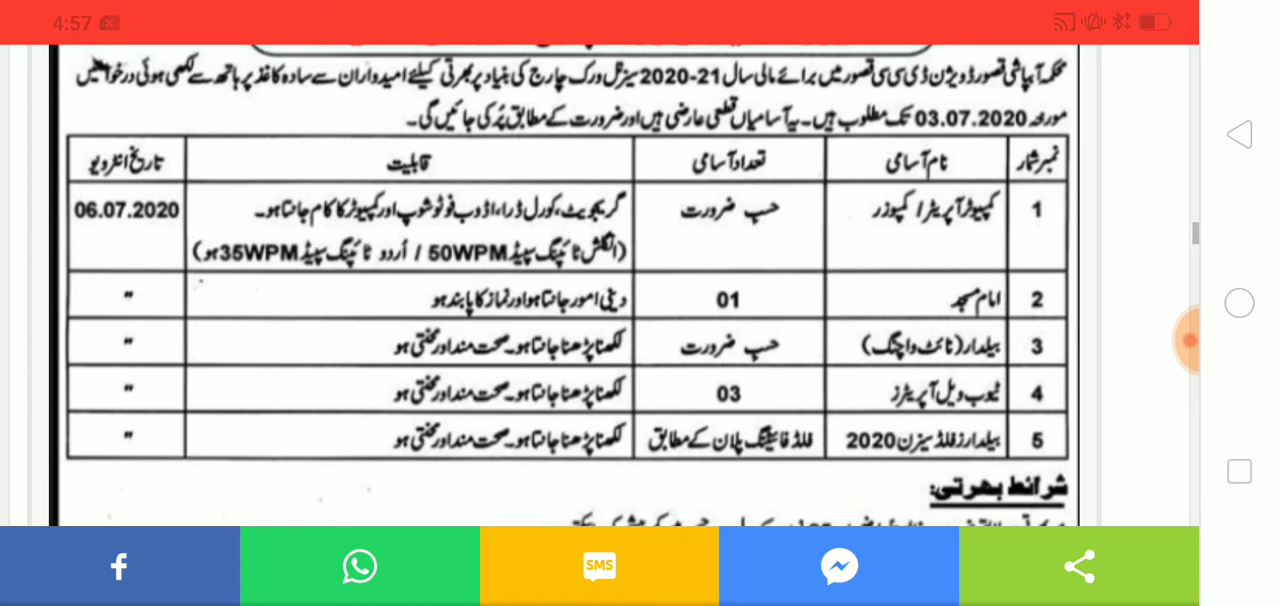 4:57
محکمہ آبپاشی قصور ڈویژن ڈی سی سی قصور میں برائے مالی سال 21-2020 سیزنل ورک چارج کی بنیاد پر بھرتی کیلئے امیدواران سے سادہ کاغذ پر ہاتھ سے لکھی ہوئی درخواستیں
مورخہ 03.07.2020 تک مطلوب ہیں۔ یہ آسامیاں قطعی عارضی ہیں اور ضرورت کے مطابق پُر کی جائیں گی۔
نمبر شمار نام آسامی تعداد آسامی قابلیت تاریخ انٹرویو
1 کمپیوٹر آپریٹر / کمپوزر حسب ضرورت گریجویٹ، کورل ڈرا، اڈوب فوٹوشوپ اور کمپیوٹر کا کام جانتا ہو۔ 06.07.2020
(انگلش ٹائپنگ سپیڈ 50WPM / اُردو ٹائپنگ سپیڈ 35WPM ہو)
2 امام مسجد 01 دینی امور جانتا ہو اور نماز کا پابند ہو "
3 بیلدار (نائٹ واچنگ) حسب ضرورت لکھنا پڑھنا جانتا ہو۔ صحت مند اور محنتی ہو "
4 ٹیوب ویل آپریٹرز 03 لکھنا پڑھنا جانتا ہو۔ صحت مند اور محنتی ہو "
5 بیلدارز فلڈ سیزن 2020 فلڈ فائیٹنگ پلان کے مطابق لکھنا پڑھنا جانتا ہو۔ صحت مند اور محنتی ہو "
شرائط بھرتی:
SMS